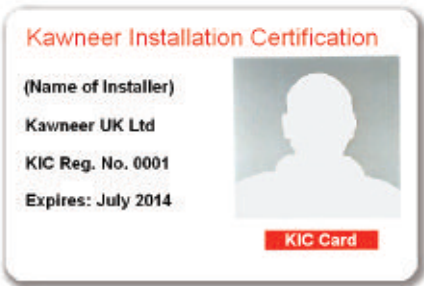 Kawneer Installation Certification
(Name of Installer)
Kawneer UK Ltd
KIC Reg. No. 0001
Expires: July 2014
KIC Card